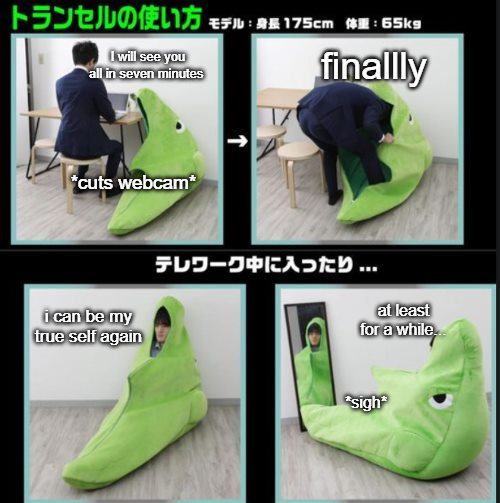 トランセルの使い方 モデル：身長175cm 体重：65kg
I will see you
all in seven minutes
finallly
*cuts webcam*
→
テレワーク中に入ったり...
i can be my
true self again
at least
for a while...
*sigh*